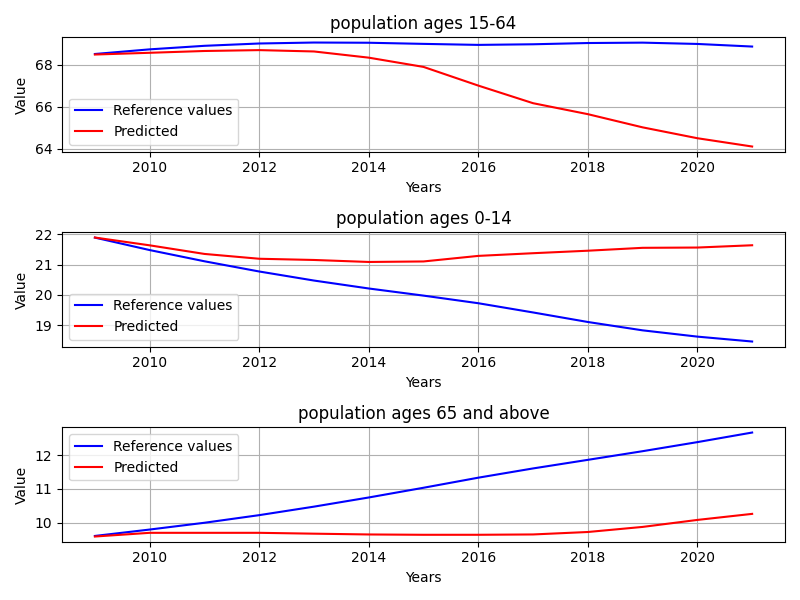 population ages 15-64
Value
68
66
64
Reference values
Predicted
2010 2012 2014 2016 2018 2020
Years
population ages 0-14
Value
22
21
20
19
Reference values
Predicted
2010 2012 2014 2016 2018 2020
Years
population ages 65 and above
Value
12
11
10
Reference values
Predicted
2010 2012 2014 2016 2018 2020
Years